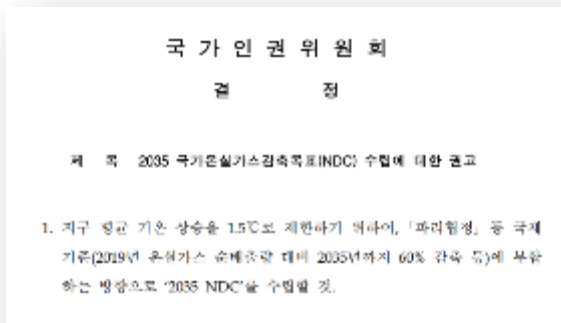 국 가 인 권 위 원 회
결 정
제 목 2035 국가온실가스감축목표(NDC) 수립에 대한 권고
1. 지구 평균 기온 상승을 1.5℃로 제한하기 위하여, 「파리협정」 등 국제
기준(2019년 온실가스 순배출량 대비 2035년까지 60% 감축 등)에 부합
하는 방향으로 '2035 NDC'를 수립할 것.